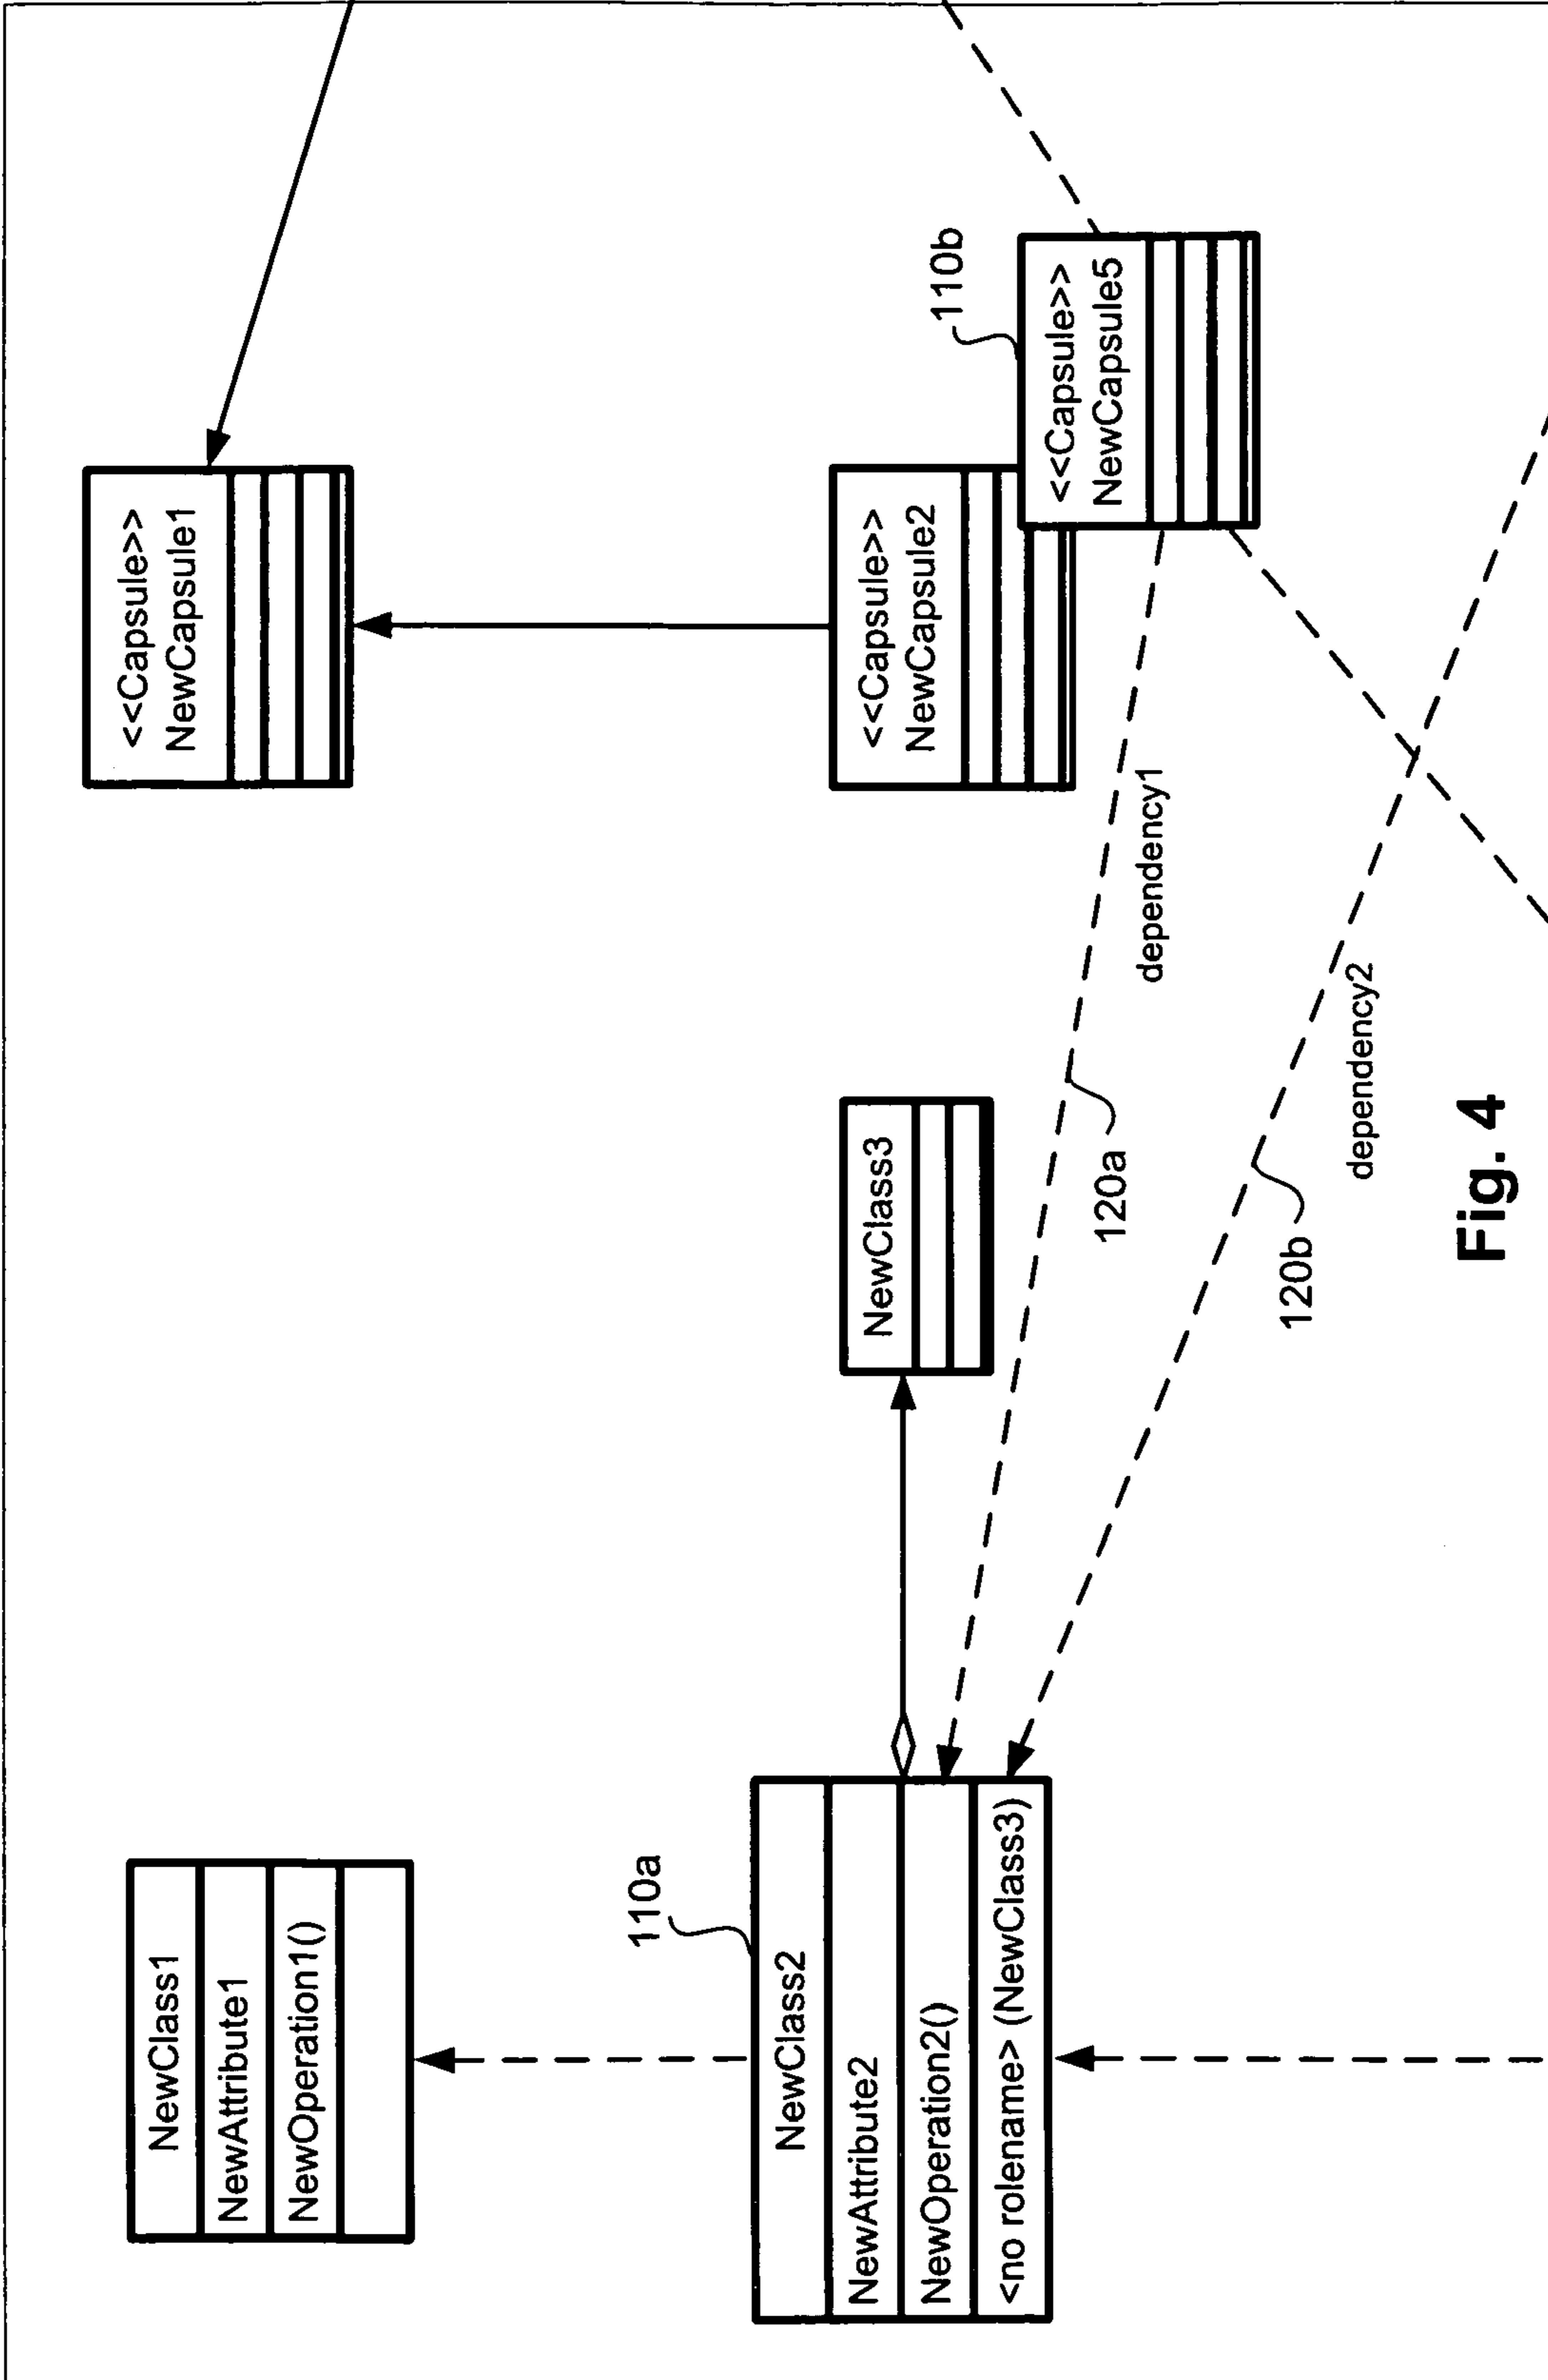 NewClass1
NewAttribute1
NewOperation1()
<<Capsule>>
NewCapsule1
110a
NewClass2
NewAttribute2
NewOperation2()
<no rolename> (NewClass3)
NewClass3
<<Capsule>>
NewCapsule2
110b
<<Capsule>>
NewCapsule5
120a
dependency1
120b
dependency2
Fig. 4